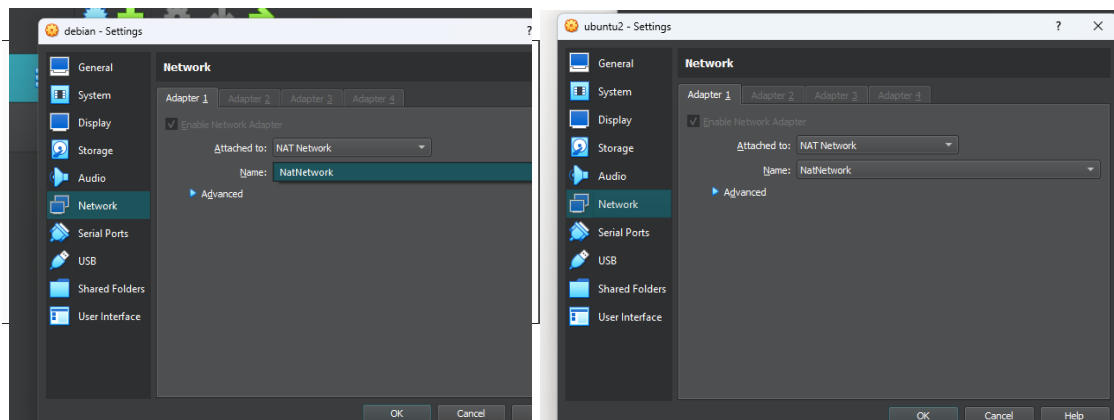 debian - Settings
?
General
System
Display
Storage
Audio
Network
Serial Ports
USB
Shared Folders
User Interface
Network
Adapter 1 Adapter 2 Adapter 3 Adapter 4
Enable Network Adapter
Attached to: NAT Network
Name: NatNetwork
Advanced
OK Cancel
ubuntu2 - Settings
?
General
System
Display
Storage
Audio
Network
Serial Ports
USB
Shared Folders
User Interface
Network
Adapter 1 Adapter 2 Adapter 3 Adapter 4
Enable Network Adapter
Attached to: NAT Network
Name: NatNetwork
Advanced
OK Cancel Help